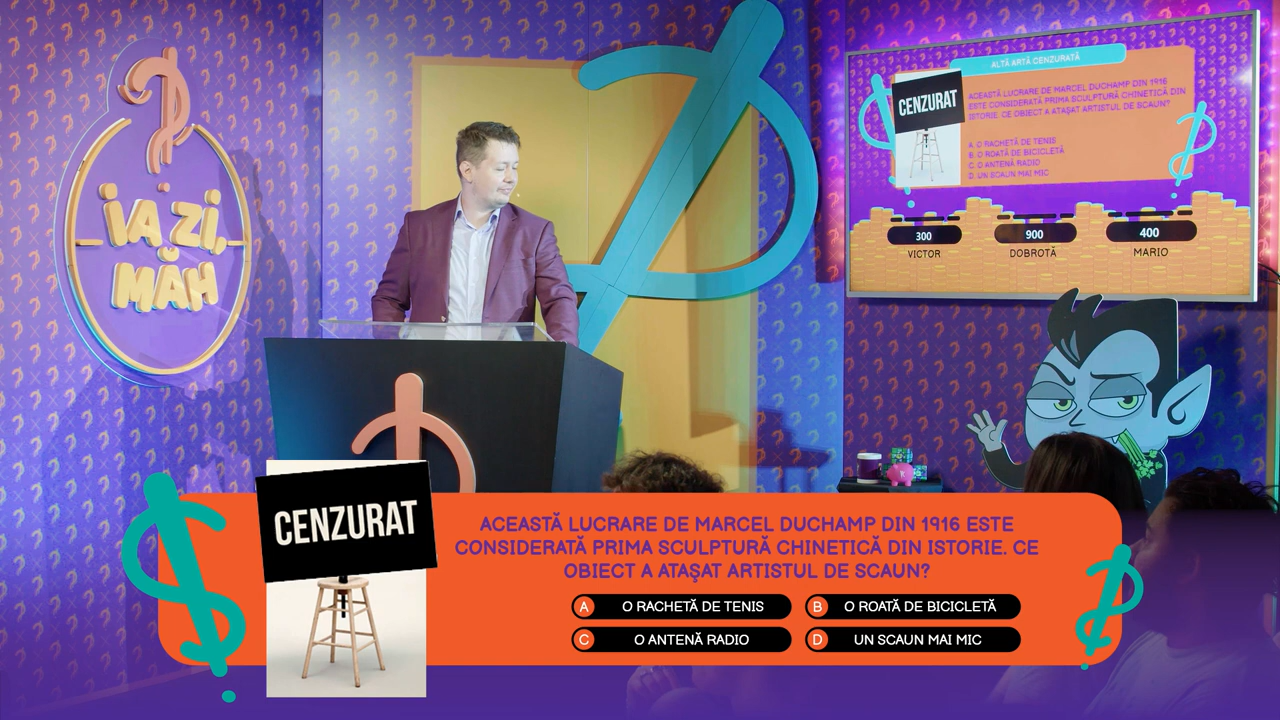 IA ZI,
MĂH
ALTĂ ARTĂ CENZURATĂ
CENZURAT
ACEASTĂ LUCRARE DE MARCEL DUCHAMP DIN 1916
ESTE CONSIDERATĂ PRIMA SCULPTURĂ CHINETICĂ DIN
ISTORIE. CE OBIECT A ATAȘAT ARTISTUL DE SCAUN?
A. O RACHETĂ DE TENIS
B. O ROATĂ DE BICICLETĂ
C. O ANTENĂ RADIO
D. UN SCAUN MAI MIC
300 900 400
VICTOR DOBROTĂ MARIO
CENZURAT
ACEASTĂ LUCRARE DE MARCEL DUCHAMP DIN 1916 ESTE
CONSIDERATĂ PRIMA SCULPTURĂ CHINETICĂ DIN ISTORIE. CE
OBIECT A ATAȘAT ARTISTUL DE SCAUN?
A O RACHETĂ DE TENIS B O ROATĂ DE BICICLETĂ
C O ANTENĂ RADIO D UN SCAUN MAI MIC